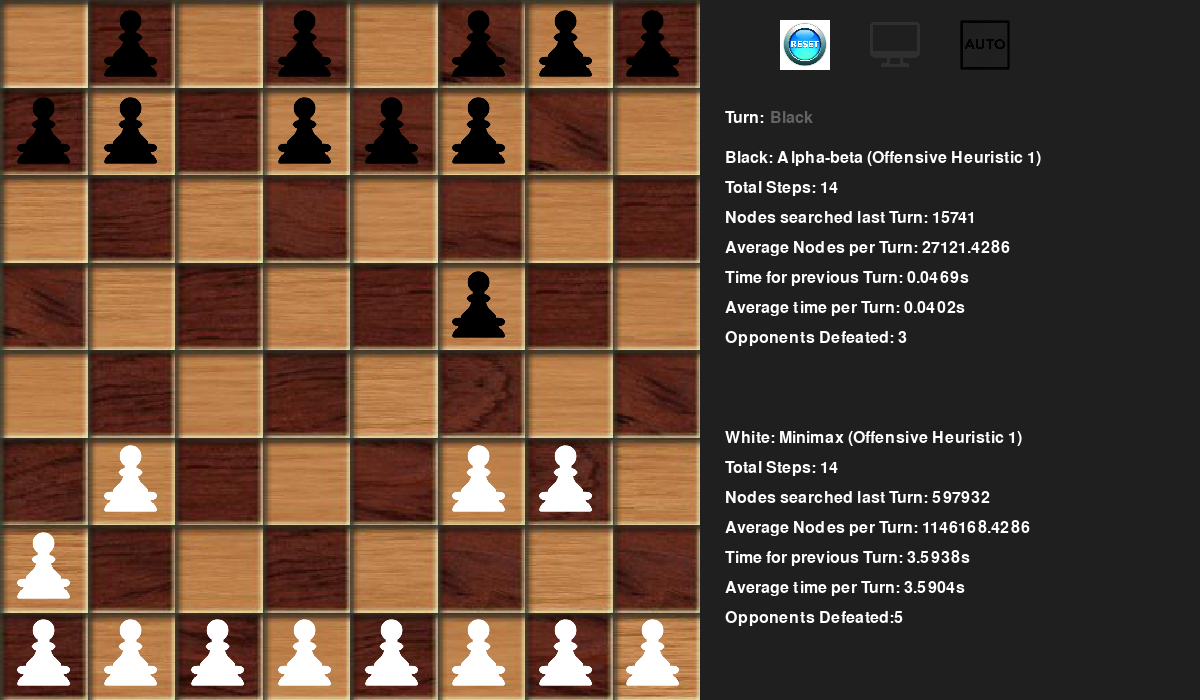 RESET
AUTO
Turn: Black
Black: Alpha-beta (Offensive Heuristic 1)
Total Steps: 14
Nodes searched last Turn: 15741
Average Nodes per Turn: 27121.4286
Time for previous Turn: 0.0469s
Average time per Turn: 0.0402s
Opponents Defeated: 3
White: Minimax (Offensive Heuristic 1)
Total Steps: 14
Nodes searched last Turn: 597932
Average Nodes per Turn: 1146168.4286
Time for previous Turn: 3.5938s
Average time per Turn: 3.5904s
Opponents Defeated:5